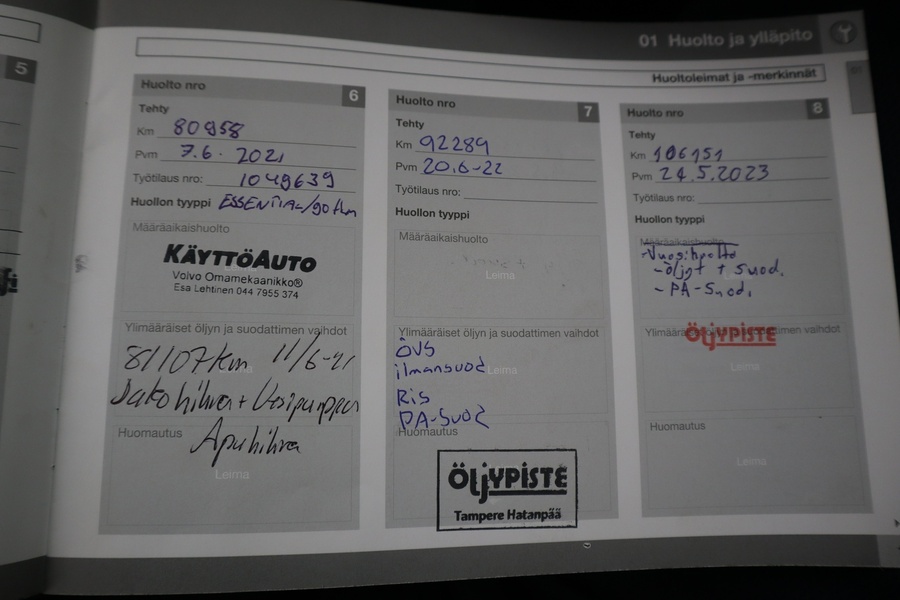 5
01 Huolto ja ylläpito
Huoltoleimat ja -merkinnät
Huolto nro 6
Tehty
Km 80958
Pvm 7.6. 2021
Työtilaus nro: 1049639
Huollon tyyppi ESSENTIAL/90tkm
Määräaikaishuolto
KÄYTTÖAUTO
Volvo Omamekaanikko®
Esa Lehtinen 044 7955 374
Ylimääräiset öljyn ja suodattimen vaihdot
81107km 11/6-21
Jakohihna + Vesipumppu
Huomautus Apuhihna
Leima
Huolto nro 7
Tehty
Km 92289
Pvm 20.6-22
Työtilaus nro:
Huollon tyyppi
Määräaikaishuolto
Leima
Ylimääräiset öljyn ja suodattimen vaihdot
ÖVS
ilmansuod Leima
RiS
PA-Suod
Huomautus
ÖljYPiSTE
Tampere Hatanpää
Huolto nro 8
Tehty
Km 106151
Pvm 24.5.2023
Työtilaus nro:
Huollon tyyppi
Määräaikaishuolto
-Vuosihuolto
-öljyt + Suod.
- PA-Suod.
Ylimääräiset öljyn ja suodattimen vaihdot
ÖljYPiSTE
Leima
Huomautus
Leima